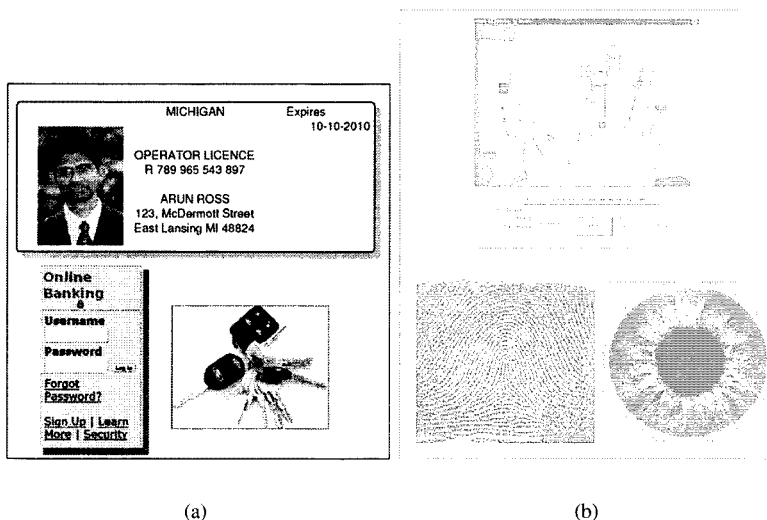 MICHIGAN Expires
10-10-2010
OPERATOR LICENCE
R 789 965 543 897
ARUN ROSS
123, McDermott Street
East Lansing MI 48824
Online
Banking
Username
Password
Forgot
Password?
Sign Up | Learn
More | Security
(a) (b)